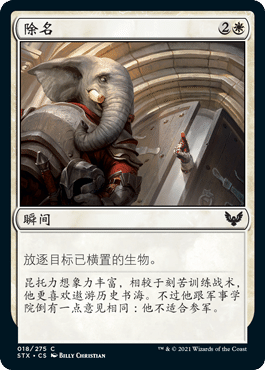 除名 2
瞬间
放逐目标已横置的生物。
昆托力想象力丰富，相较于刻苦训练战术，
他更喜欢遨游历史书海。不过他跟军事学
院倒有一点意见相同：他不适合参军。
018/275 C
STX • CS BILLY CHRISTIAN
™ & © 2021 Wizards of the Coast